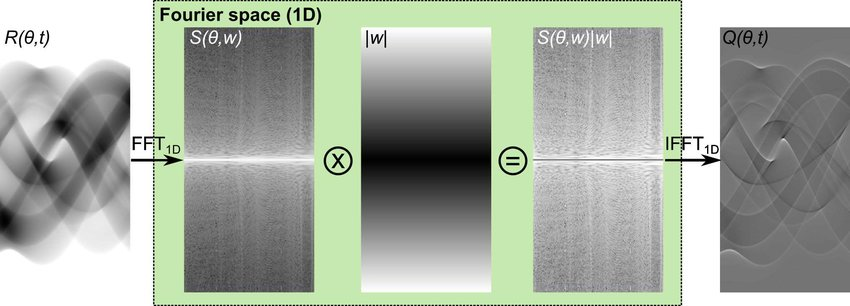 Fourier space (1D)
R(θ,t)
S(θ,w)
|w|
S(θ,w)|w|
Q(θ,t)
FFT1D
x
=
IFFT1D